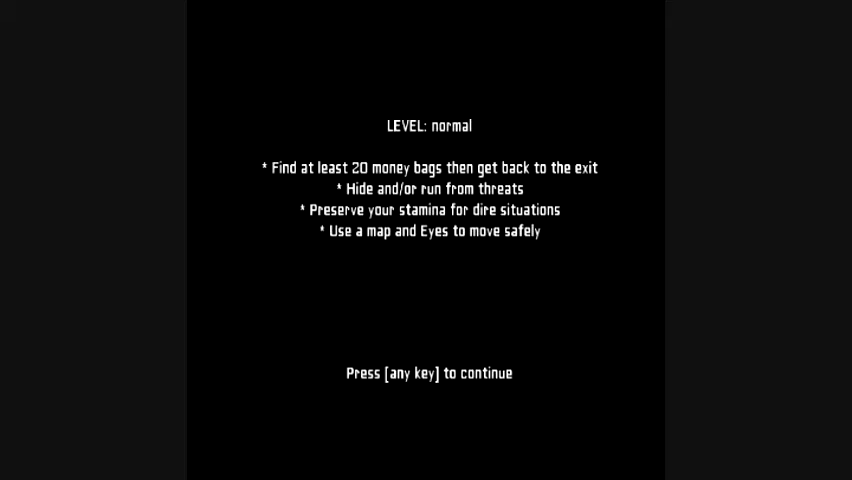 LEVEL: normal
* Find at least 20 money bags then get back to the exit
* Hide and/or run from threats
* Preserve your stamina for dire situations
* Use a map and Eyes to move safely
Press [any key] to continue